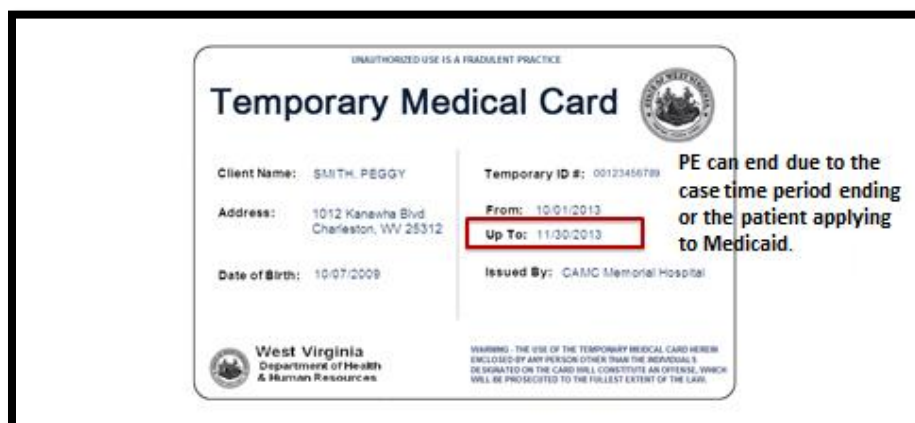 UNAUTHORIZED USE IS A FRADULENT PRACTICE
Temporary Medical Card
Client Name: SMITH, PEGGY
Address: 1012 Kanawha Blvd
Charleston, WV 25312
Date of Birth: 10/07/2009
Temporary ID #: 00123456789
From: 10/01/2013
Up To: 11/30/2013
Issued By: CAMC Memorial Hospital
PE can end due to the
case time period ending
or the patient applying
to Medicaid.
West Virginia
Department of Health
& Human Resources
WARNING - THE USE OF THE TEMPORARY MEDICAL CARD HEREIN
ENCLOSED BY ANY PERSON OTHER THAN THE INDIVIDUAL S
DESIGNATED ON THE CARD WILL CONSTITUTE AN OFFENSE, WHICH
WILL BE PROSECUTED TO THE FULLEST EXTENT OF THE LAW.